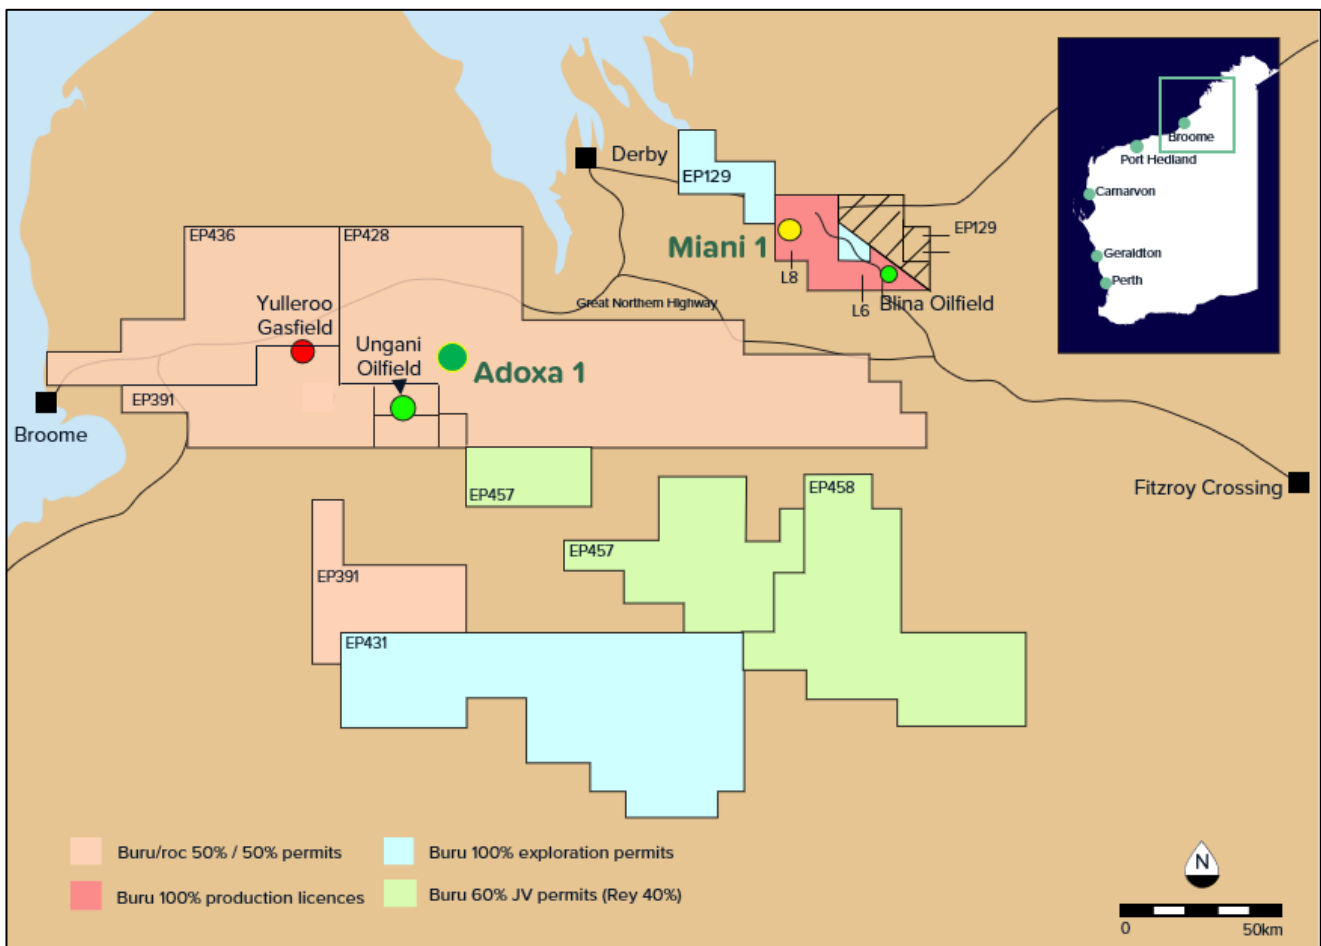 Broome
Port Hedland
Carnarvon
Geraldton
Perth
Derby
EP129
EP129
Miani 1
L8
L6
Blina Oilfield
EP436
EP428
Yulleroo
Gasfield
Great Northern Highway
Ungani
Oilfield
Adoxa 1
EP391
Broome
EP457
EP458
Fitzroy Crossing
EP457
EP391
EP431
Buru/roc 50% / 50% permits
Buru 100% exploration permits
Buru 100% production licences
Buru 60% JV permits (Rey 40%)
N
0
50km